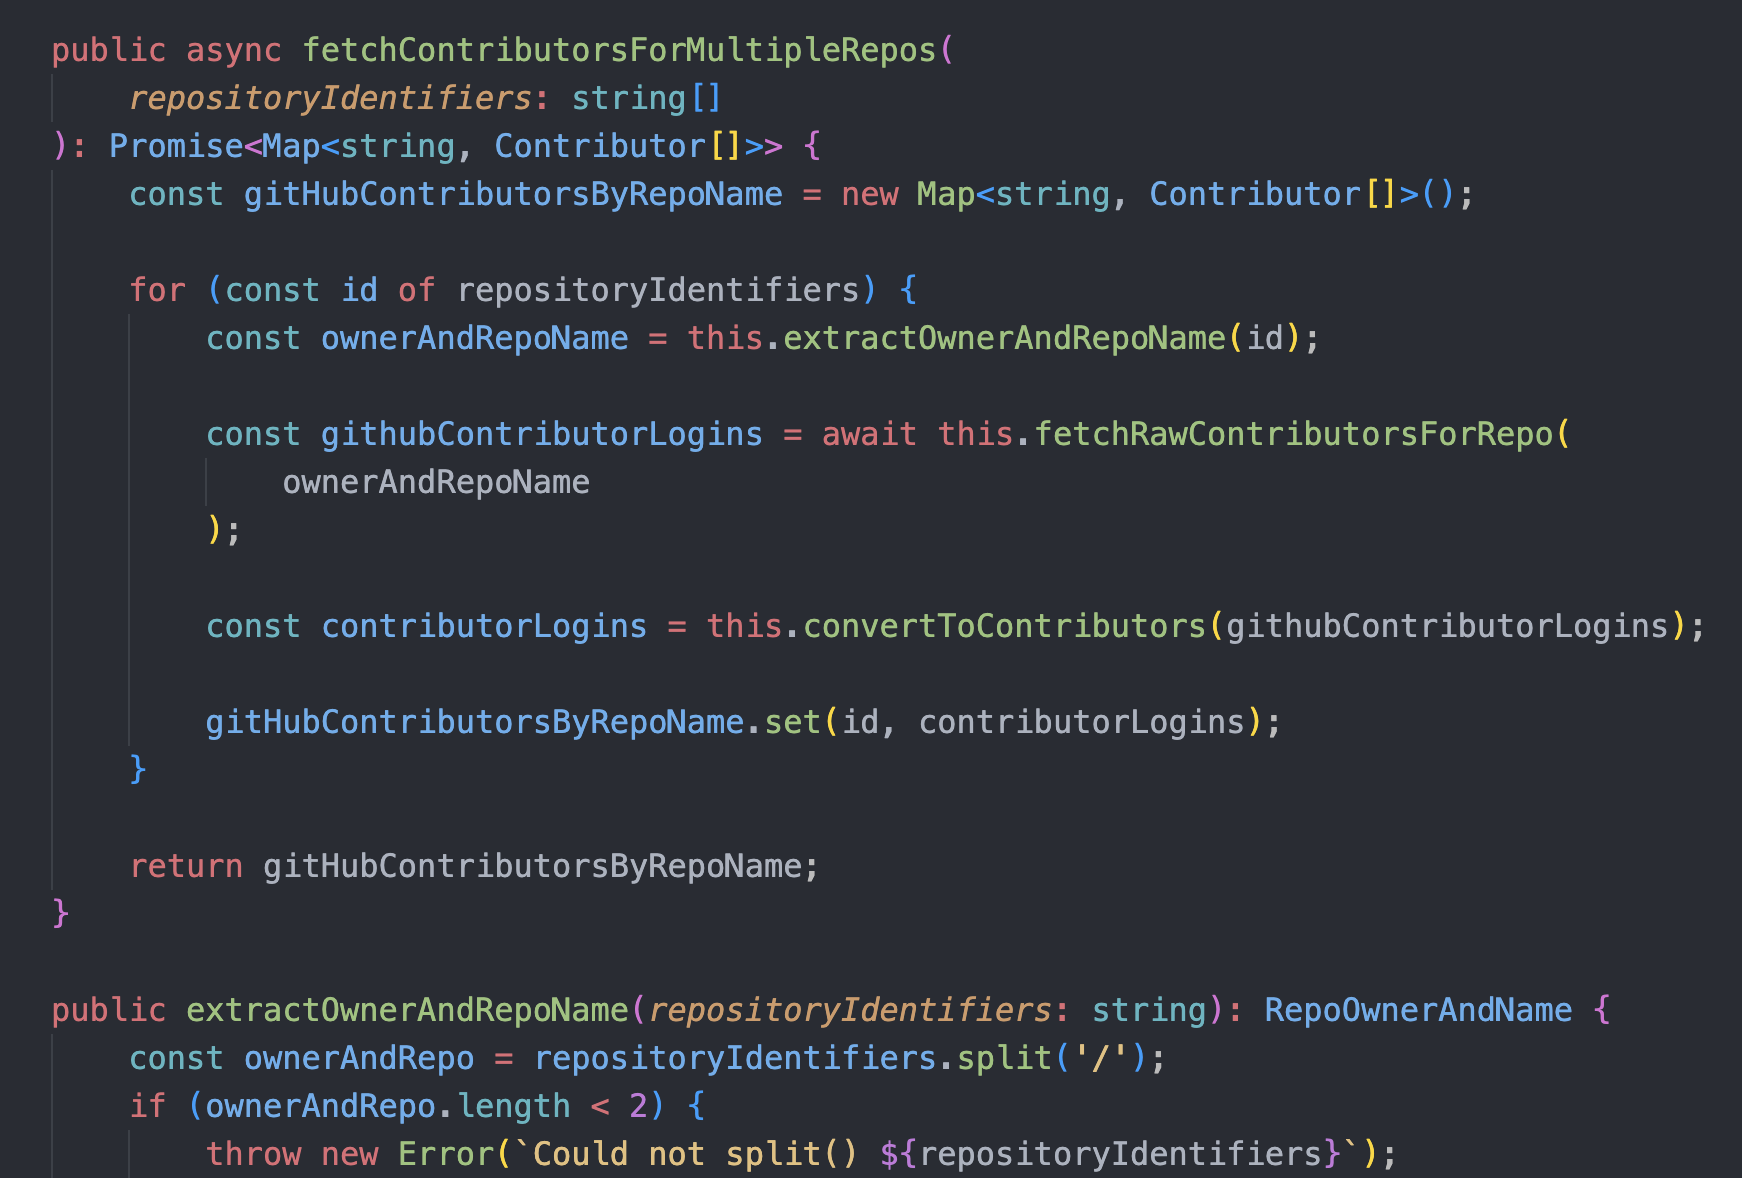 public async fetchContributorsForMultipleRepos(
    repositoryIdentifiers: string[]
): Promise<Map<string, Contributor[]>> {
    const gitHubContributorsByRepoName = new Map<string, Contributor[]>();

    for (const id of repositoryIdentifiers) {
        const ownerAndRepoName = this.extractOwnerAndRepoName(id);

        const githubContributorLogins = await this.fetchRawContributorsForRepo(
            ownerAndRepoName
        );

        const contributorLogins = this.convertToContributors(githubContributorLogins);

        gitHubContributorsByRepoName.set(id, contributorLogins);
    }

    return gitHubContributorsByRepoName;
}

public extractOwnerAndRepoName(repositoryIdentifiers: string): RepoOwnerAndName {
    const ownerAndRepo = repositoryIdentifiers.split('/');
    if (ownerAndRepo.length < 2) {
        throw new Error(`Could not split() ${repositoryIdentifiers}`);